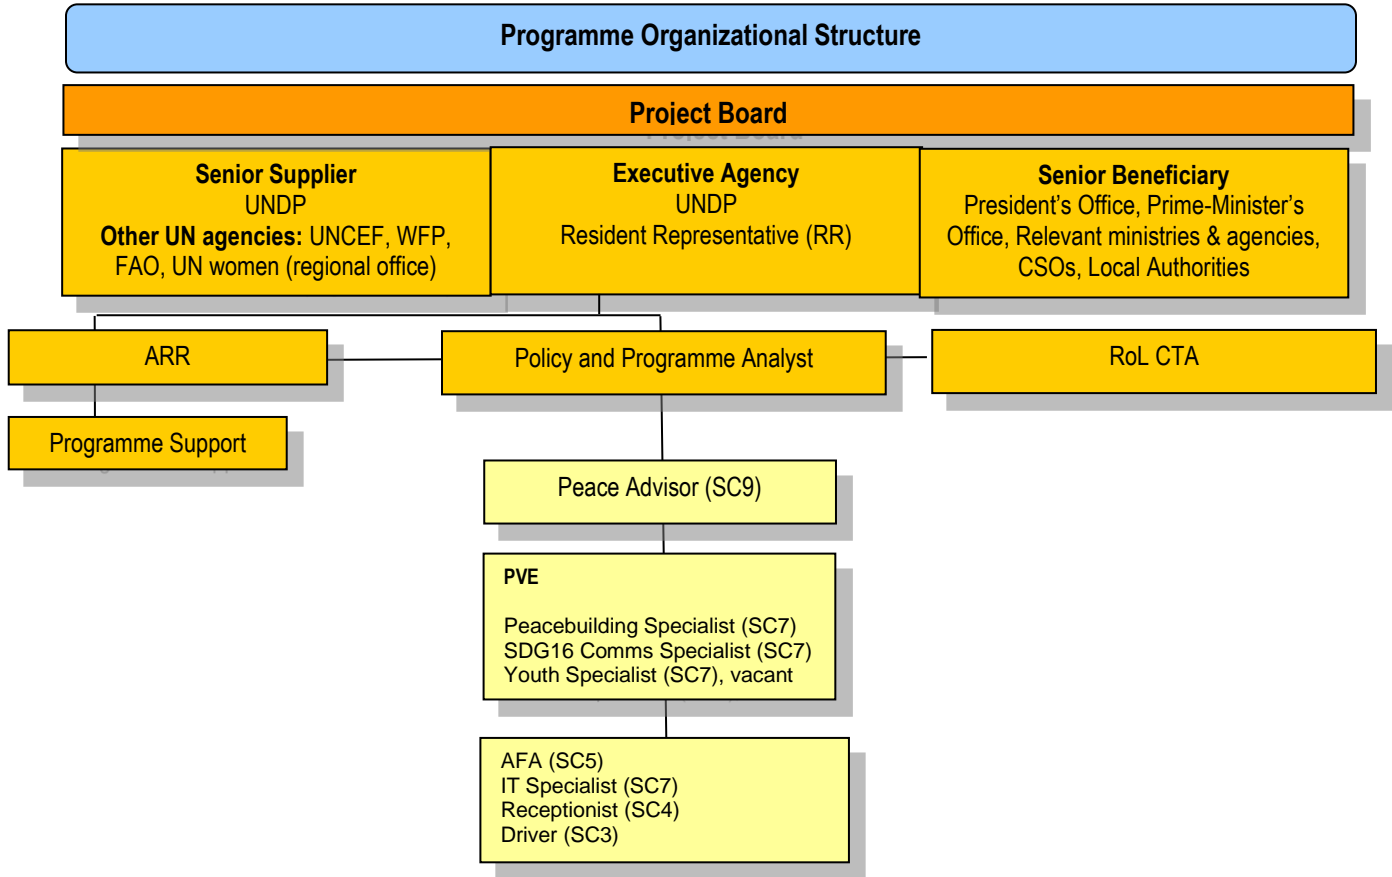 Programme Organizational Structure
Project Board
Senior Supplier
UNDP
Other UN agencies: UNCEF, WFP,
FAO, UN women (regional office)
Executive Agency
UNDP
Resident Representative (RR)
Senior Beneficiary
President’s Office, Prime-Minister’s
Office, Relevant ministries & agencies,
CSOs, Local Authorities
ARR
Policy and Programme Analyst
RoL CTA
Programme Support
Peace Advisor (SC9)
PVE
Peacebuilding Specialist (SC7)
SDG16 Comms Specialist (SC7)
Youth Specialist (SC7), vacant
AFA (SC5)
IT Specialist (SC7)
Receptionist (SC4)
Driver (SC3)